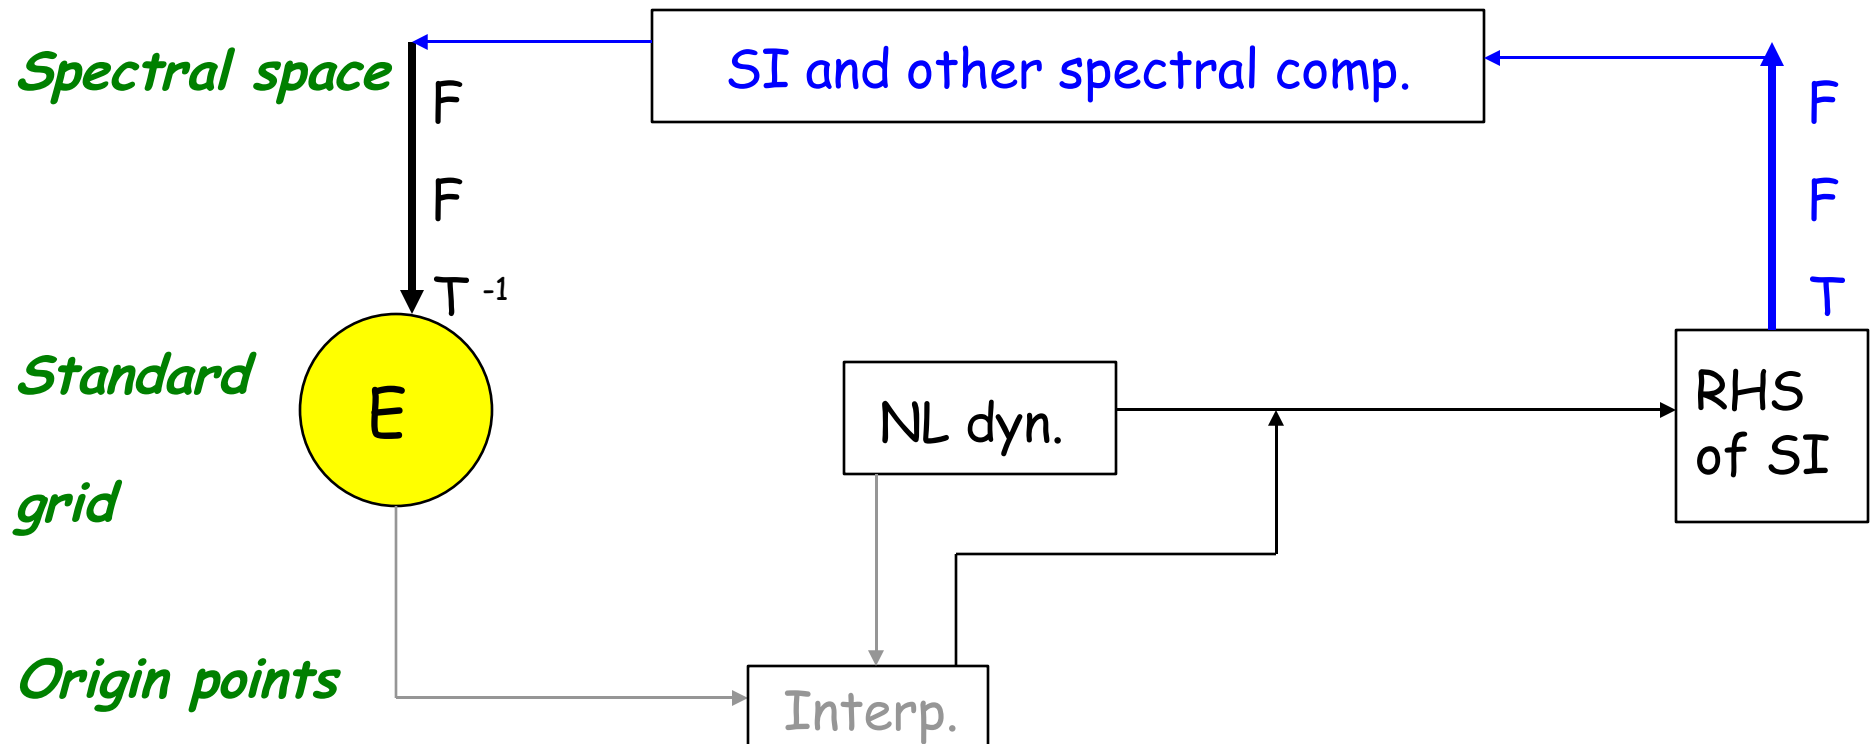 Spectral space
SI and other spectral comp.
F
F
T -1
F
F
T
Standard
grid
E
NL dyn.
RHS
of SI
Origin points
Interp.